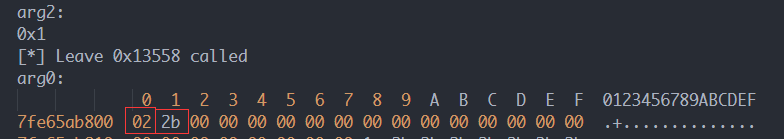 arg2:
0x1
[*] Leave 0x13558 called
arg0:
0 1 2 3 4 5 6 7 8 9 A B C D E F 0123456789ABCDEF
7fe65ab800 02 2b 00 00 00 00 00 00 00 00 00 00 00 00 00 00 .+..............